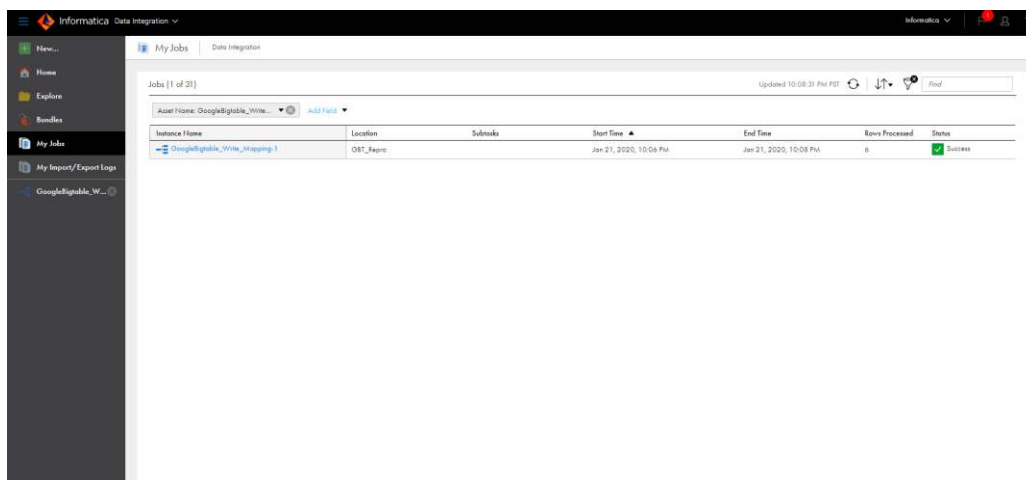 Informatica Data Integration
Informatica
1
New...
Home
Explore
Bundles
My Jobs
My Import/Export Logs
GoogleBigtable_W...
My Jobs Data Integration
Jobs (1 of 31)
Updated 10:08:31 PM PST
Find
Asset Name: GoogleBigtable_Write... Add Field
Instance Name Location Subtasks Start Time End Time Rows Processed Status
GoogleBigtable_Write_Mapping-1 GBT_Repro Jan 21, 2020, 10:06 PM Jan 21, 2020, 10:08 PM 6 Success